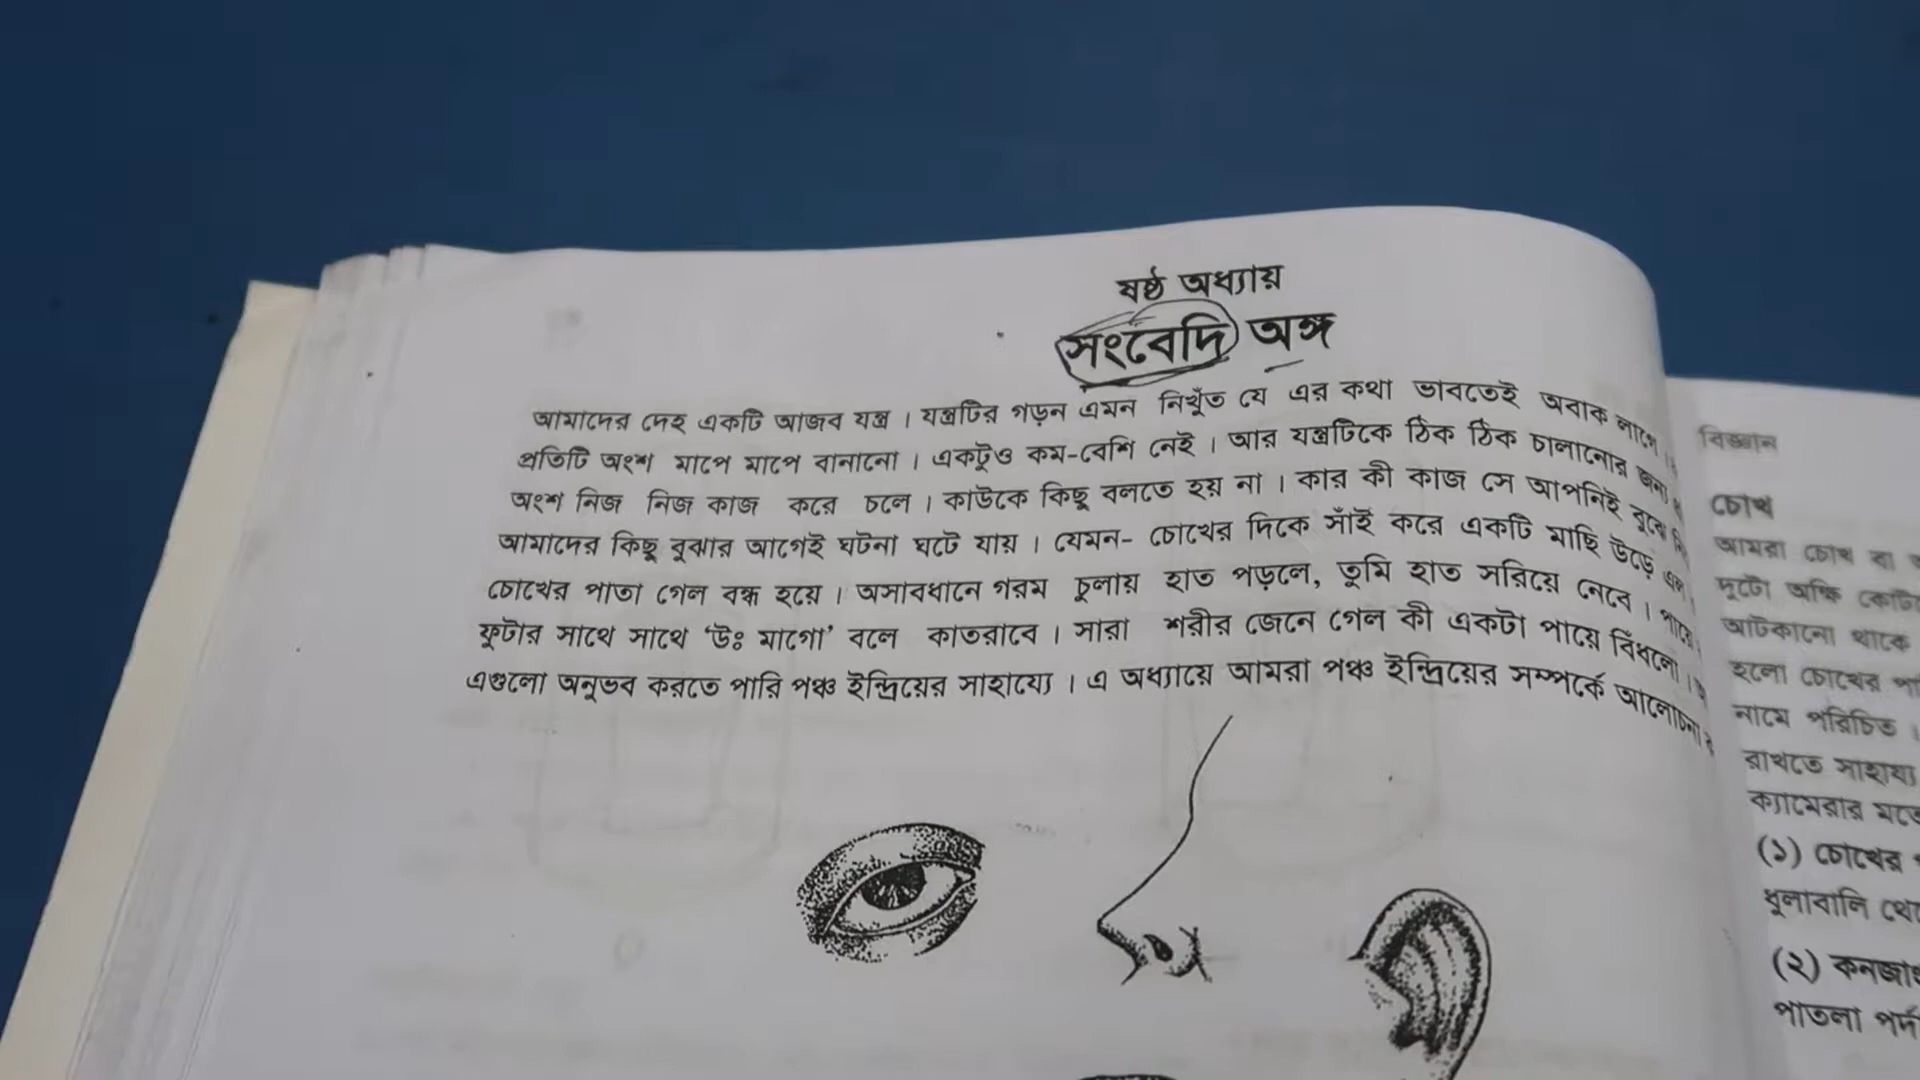 ষষ্ঠ অধ্যায়
সংবেদি অঙ্গ
আমাদের দেহ একটি আজব যন্ত্র। যন্ত্রটির গড়ন এমন নিখুঁত যে এর কথা ভাবতেই অবাক লাগে।
প্রতিটি অংশ মাপে মাপে বানানো। একটুও কম-বেশি নেই। আর যন্ত্রটিকে ঠিক ঠিক চালানোর জন্য
অংশ নিজ নিজ কাজ করে চলে। কাউকে কিছু বলতে হয় না। কার কী কাজ সে আপনিই বুঝে
আমাদের কিছু বুঝার আগেই ঘটনা ঘটে যায়। যেমন- চোখের দিকে সাঁই করে একটি মাছি উড়ে এল।
চোখের পাতা গেল বন্ধ হয়ে। অসাবধানে গরম চুলায় হাত পড়লে, তুমি হাত সরিয়ে নেবে। পায়ে
ফুটার সাথে সাথে ‘উঃ মাগো’ বলে কাতরাবে। সারা শরীর জেনে গেল কী একটা পায়ে বিঁধলো।
এগুলো অনুভব করতে পারি পঞ্চ ইন্দ্রিয়ের সাহায্যে। এ অধ্যায়ে আমরা পঞ্চ ইন্দ্রিয়ের সম্পর্কে আলোচনা
বিজ্ঞান
চোখ
আমরা চোখ বা
দুটো অক্ষি
আটকানো থাকে
হলো চোখের
নামে পরিচিত।
রাখতে সাহায্য
ক্যামেরার
(১) চোখের
ধুলাবালি
(২)
পাতলা